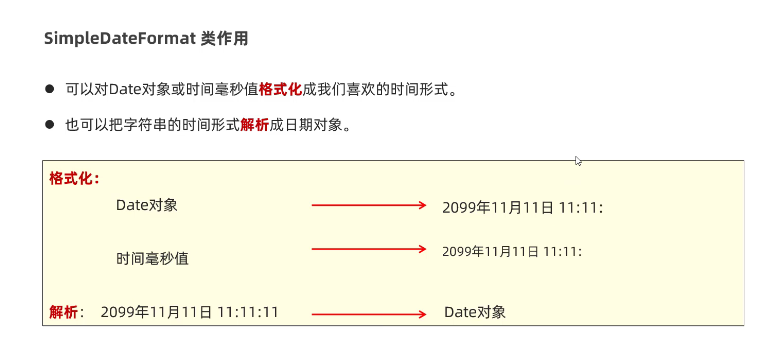 SimpleDateFormat 类作用
● 可以对Date对象或时间毫秒值格式化成我们喜欢的时间形式。
● 也可以把字符串的时间形式解析成日期对象。
格式化：
Date对象 2099年11月11日 11:11:
时间毫秒值 2099年11月11日 11:11:
解析： 2099年11月11日 11:11:11 Date对象